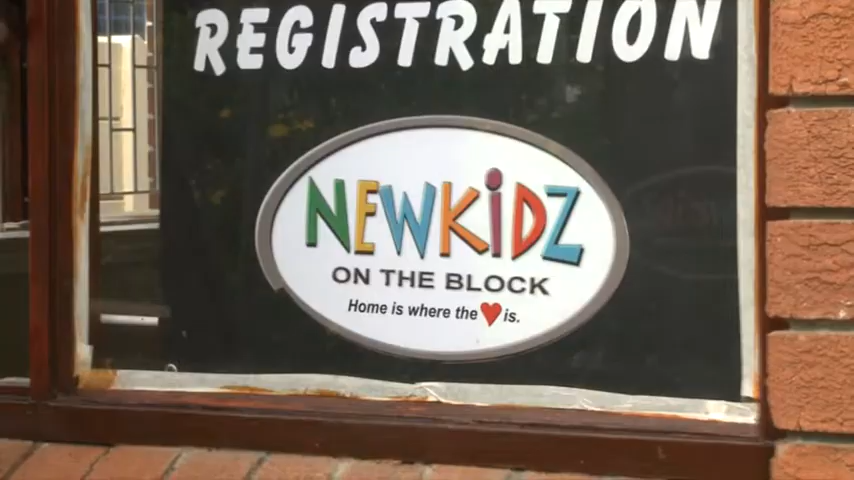 REGISTRATION
NEWKiDZ
ON THE BLOCK
Home is where the ❤ is.